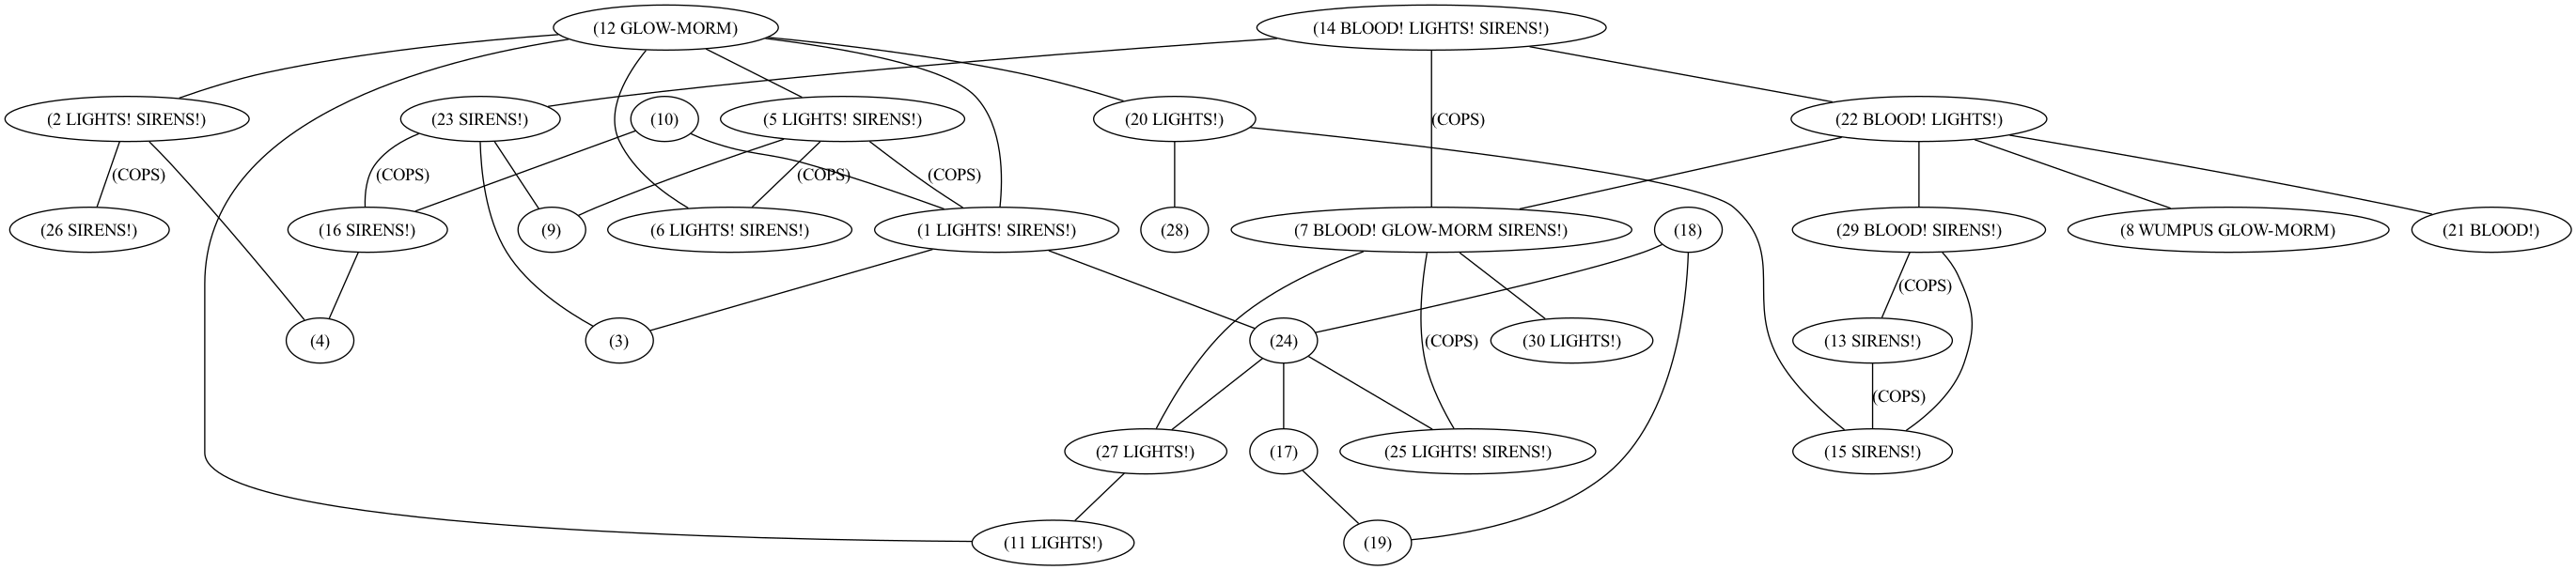 (12 GLOW-MORM)
(14 BLOOD! LIGHTS! SIRENS!)
(2 LIGHTS! SIRENS!)
(23 SIRENS!)
(10)
(5 LIGHTS! SIRENS!)
(20 LIGHTS!)
(COPS)
(22 BLOOD! LIGHTS!)
(COPS)
(COPS)
(COPS)
(COPS)
(26 SIRENS!)
(16 SIRENS!)
(9)
(6 LIGHTS! SIRENS!)
(1 LIGHTS! SIRENS!)
(28)
(7 BLOOD! GLOW-MORM SIRENS!)
(18)
(29 BLOOD! SIRENS!)
(8 WUMPUS GLOW-MORM)
(21 BLOOD!)
(COPS)
(4)
(3)
(24)
(COPS)
(30 LIGHTS!)
(13 SIRENS!)
(COPS)
(27 LIGHTS!)
(17)
(25 LIGHTS! SIRENS!)
(15 SIRENS!)
(11 LIGHTS!)
(19)